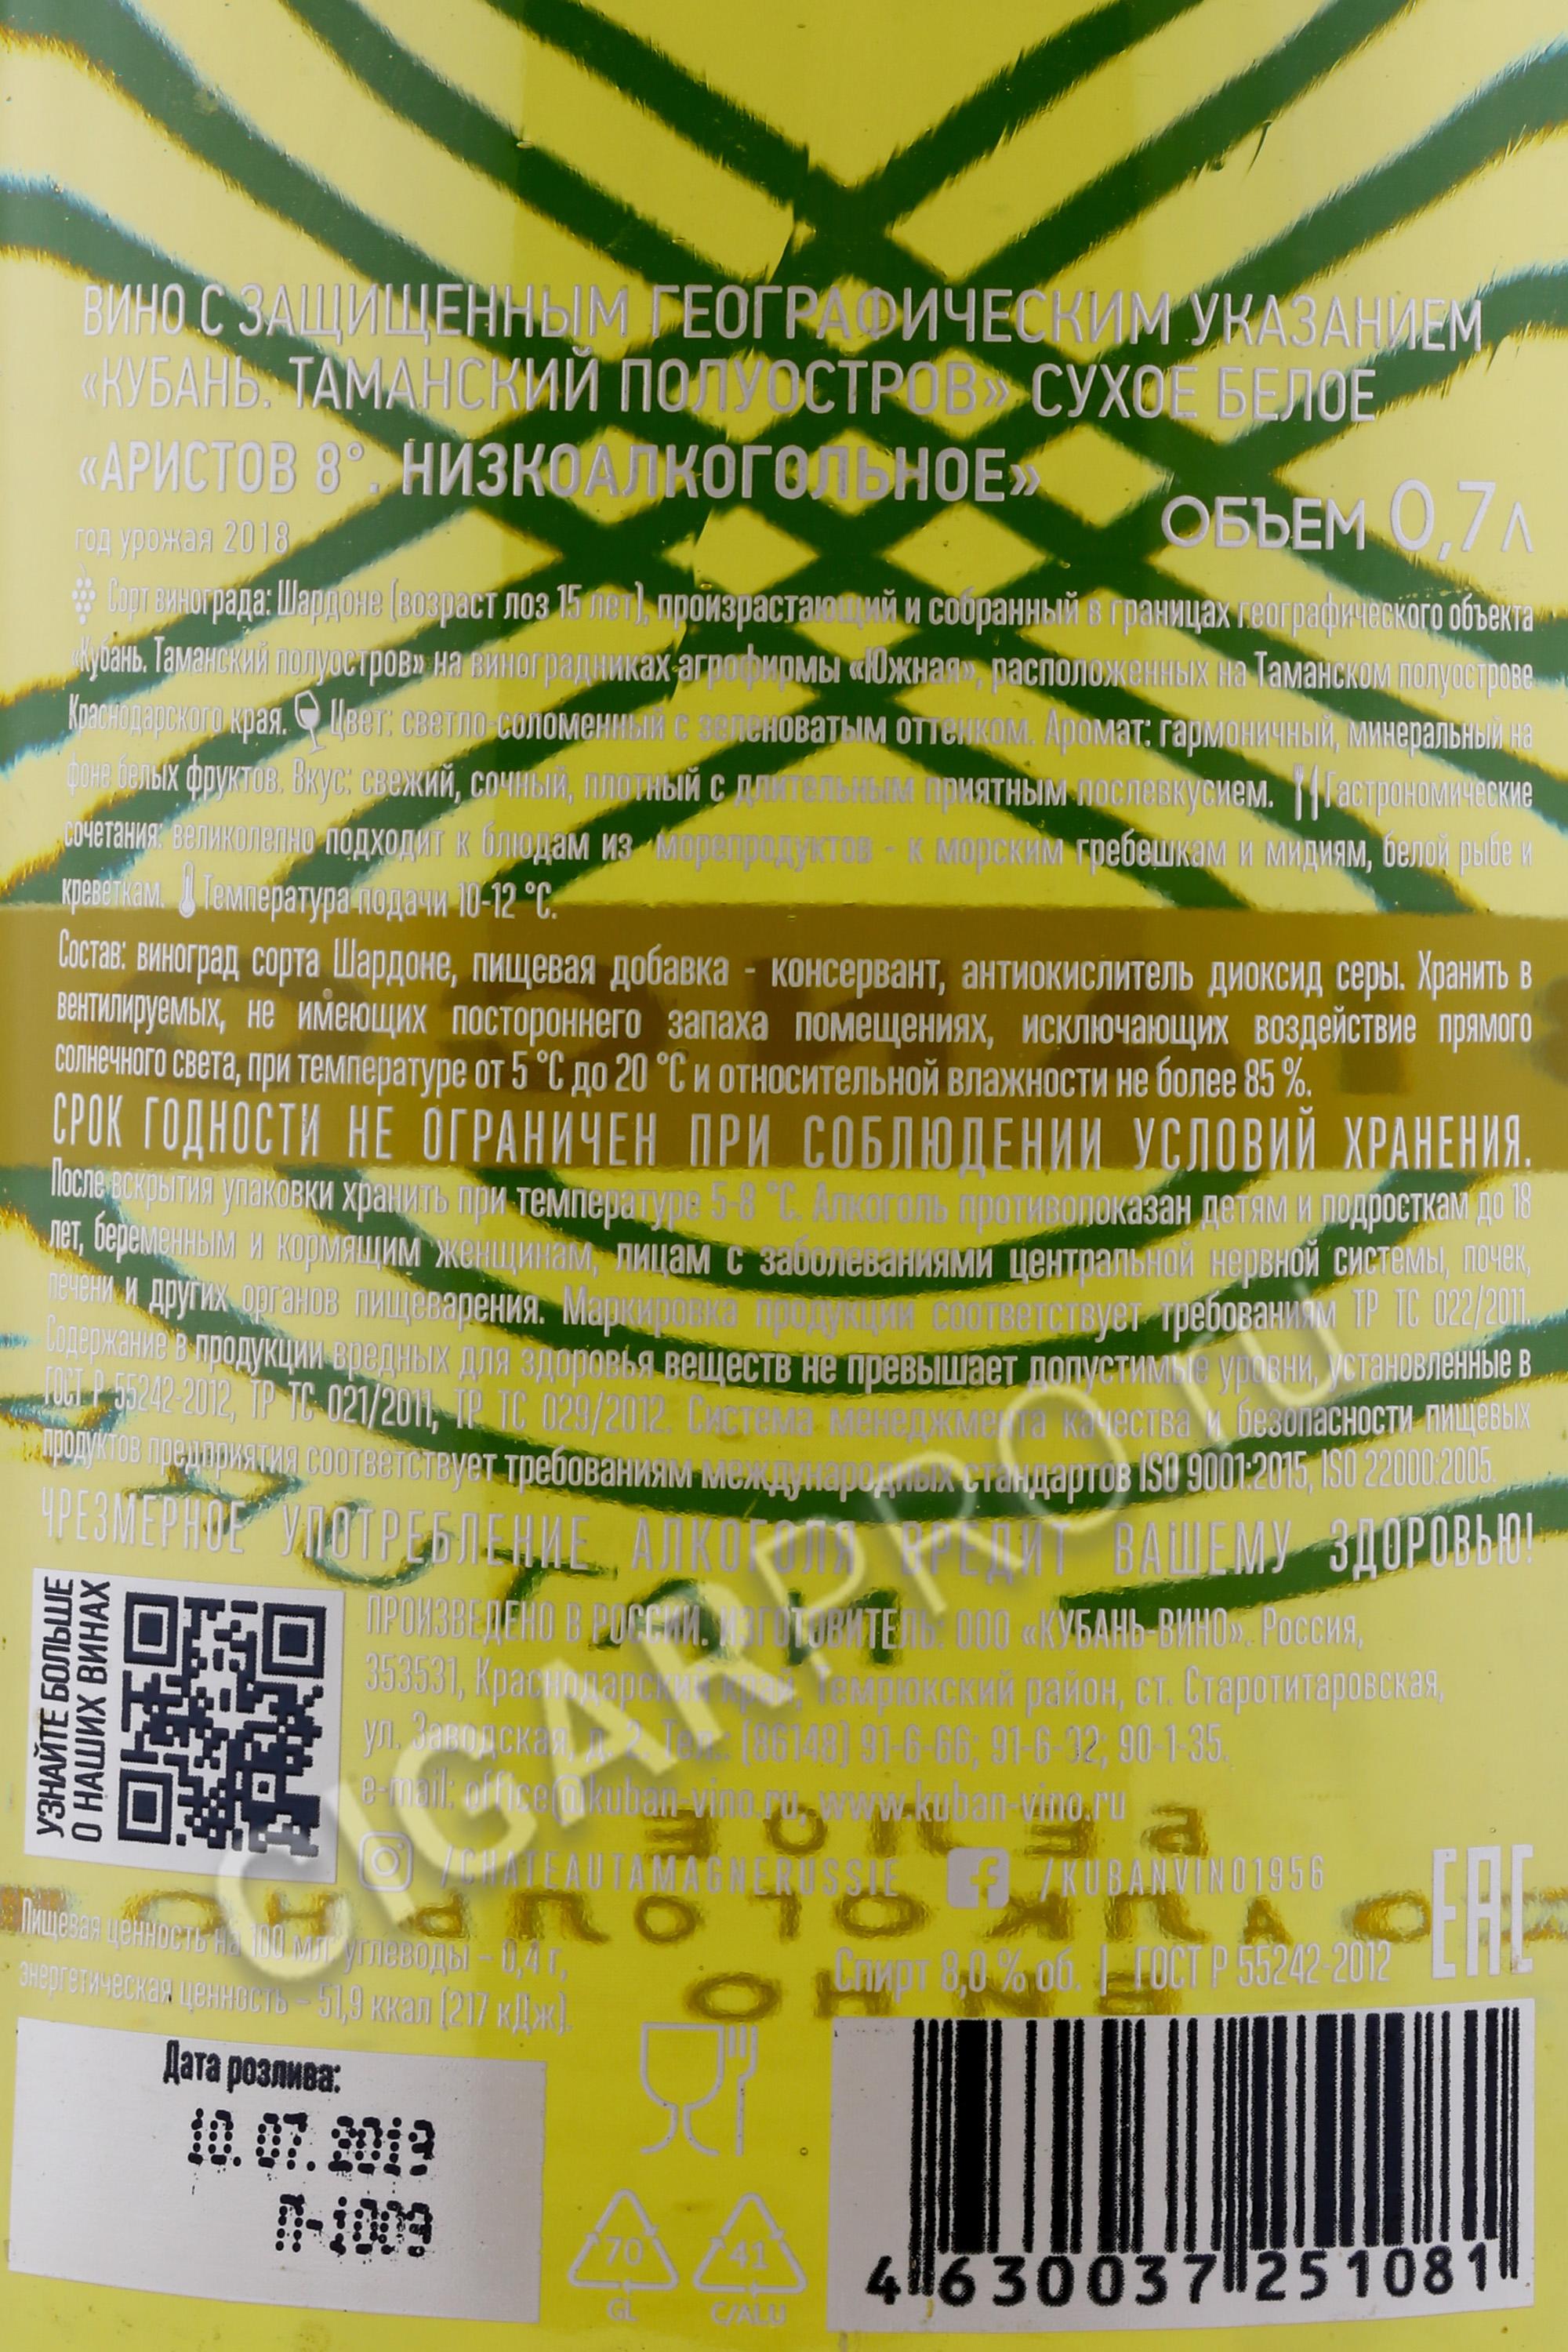 ВИНО С ЗАЩИЩЕННЫМ ГЕОГРАФИЧЕСКИМ УКАЗАНИЕМ
«КУБАНЬ. ТАМАНСКИЙ ПОЛУОСТРОВ» СУХОЕ БЕЛОЕ
«АРИСТОВ 8°. НИЗКОАЛКОГОЛЬНОЕ»
ОБЪЕМ 0,7л
год урожая 2018
Сорт винограда: Шардоне (возраст лоз 15 лет), произрастающий и собранный в границах географического объекта
«Кубань. Таманский полуостров» на виноградниках агрофирмы «Южная», расположенных на Таманском полуострове
Краснодарского края. Цвет: светло-соломенный с зеленоватым оттенком. Аромат: гармоничный, минеральный на
фоне белых фруктов. Вкус: свежий, сочный, плотный с длительным приятным послевкусием. Гастрономические
сочетания: великолепно подходит к блюдам из морепродуктов - к морским гребешкам и мидиям, белой рыбе и
креветкам. Температура подачи 10-12 °С.
Состав: виноград сорта Шардоне, пищевая добавка - консервант, антиокислитель диоксид серы. Хранить в
вентилируемых, не имеющих постороннего запаха помещениях, исключающих воздействие прямого
солнечного света, при температуре от 5 °С до 20 °С и относительной влажности не более 85 %.
СРОК ГОДНОСТИ НЕ ОГРАНИЧЕН ПРИ СОБЛЮДЕНИИ УСЛОВИЙ ХРАНЕНИЯ.
После вскрытия упаковки хранить при температуре 5-8 °С. Алкоголь противопоказан детям и подросткам до 18
лет, беременным и кормящим женщинам, лицам с заболеваниями центральной нервной системы, почек,
печени и других органов пищеварения. Маркировка продукции соответствует требованиям ТР ТС 022/2011.
Содержание в продукции вредных для здоровья веществ не превышает допустимые уровни, установленные в
ГОСТ Р 55242-2012, ТР ТС 021/2011, ТР ТС 029/2012. Система менеджмента качества и безопасности пищевых
продуктов предприятия соответствует требованиям международных стандартов ISO 9001:2015, ISO 22000:2005.
ЧРЕЗМЕРНОЕ УПОТРЕБЛЕНИЕ АЛКОГОЛЯ ВРЕДИТ ВАШЕМУ ЗДОРОВЬЮ!
УЗНАЙТЕ БОЛЬШЕ
О НАШИХ ВИНАХ
ПРОИЗВЕДЕНО В РОССИИ. ИЗГОТОВИТЕЛЬ: ООО «КУБАНЬ-ВИНО». Россия,
353531, Краснодарский край, Темрюкский район, ст. Старотитаровская,
ул. Заводская, д. 2. Тел.: (86148) 91-6-66; 91-6-92; 90-1-35.
e-mail: office@kuban-vino.ru, www.kuban-vino.ru
/CHATEAUTAMAGNERUSSIE /KUBANVINO1956
EAC
Пищевая ценность на 100 мл: углеводы – 0,4 г,
энергетическая ценность – 51,9 ккал (217 кДж).
Спирт 8,0 % об. | ГОСТ Р 55242-2012
Дата розлива:
10.07.2019
Л-1009
70
GL
41
C/ALU
4 630037 251081
CIGARPRO.ru